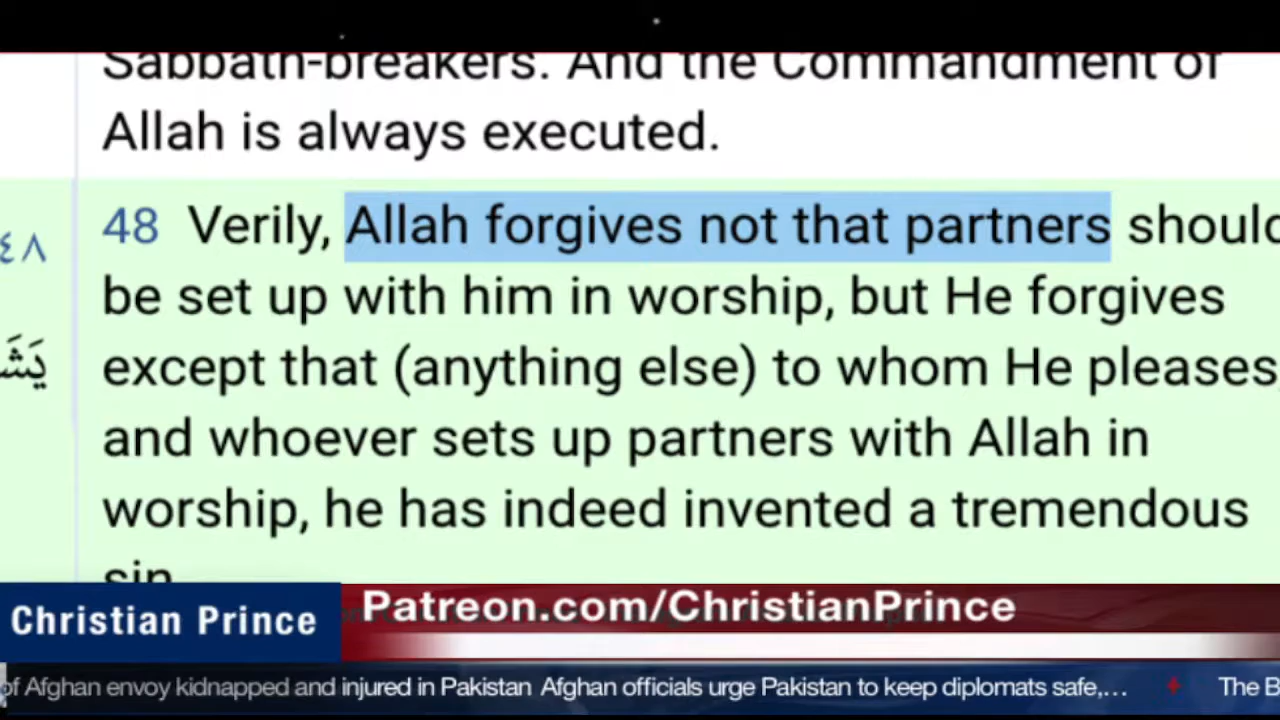 Sabbath-breakers. And the Commandment of
Allah is always executed.
48 Verily, Allah forgives not that partners should
be set up with him in worship, but He forgives
except that (anything else) to whom He pleases,
and whoever sets up partners with Allah in
worship, he has indeed invented a tremendous
sin
٤٨
يَشَ
Christian Prince
Patreon.com/ChristianPrince
of Afghan envoy kidnapped and injured in Pakistan Afghan officials urge Pakistan to keep diplomats safe,... The B